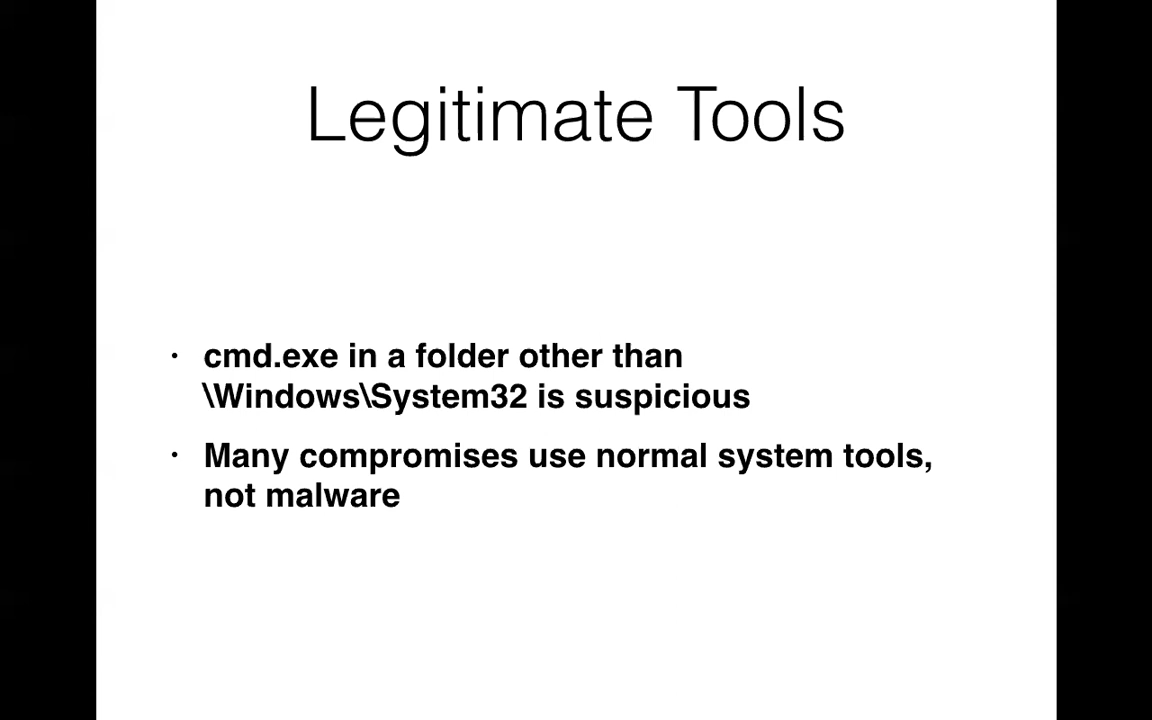 Legitimate Tools
• cmd.exe in a folder other than
\Windows\System32 is suspicious
• Many compromises use normal system tools,
not malware